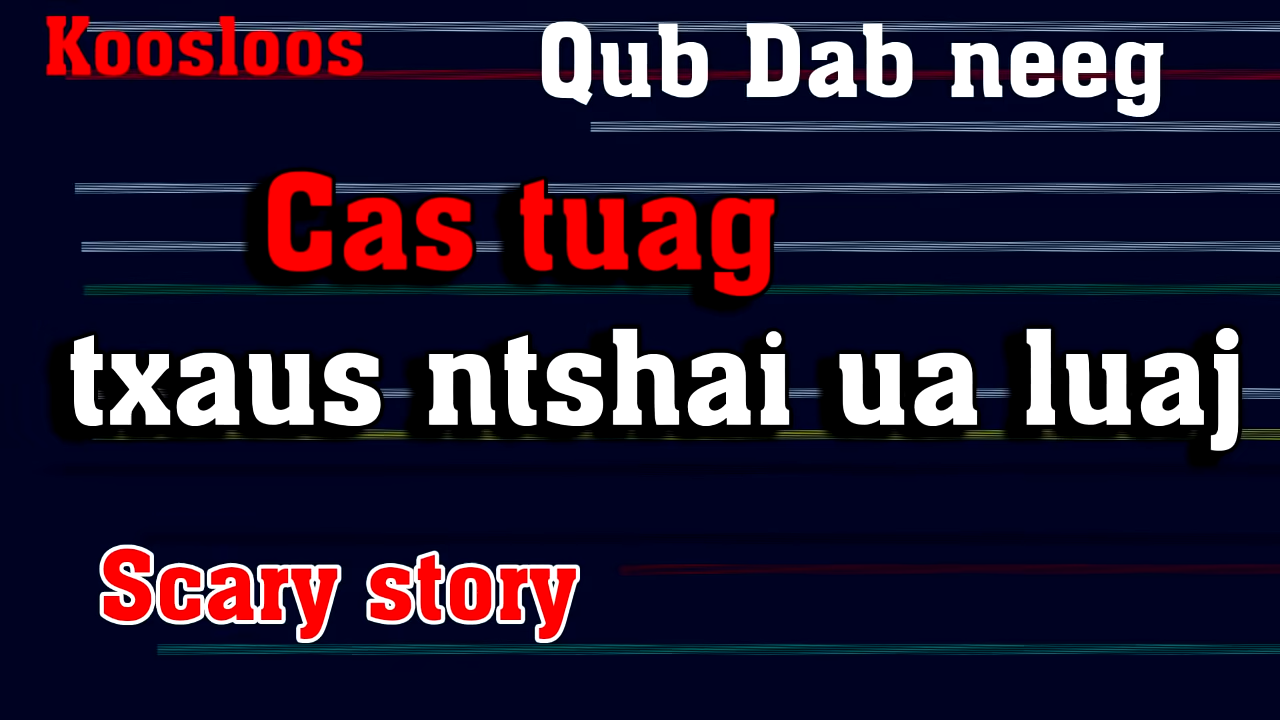 Koosloos
Qub Dab neeg
Cas tuag
txaus ntshai ua luaj
Scary story